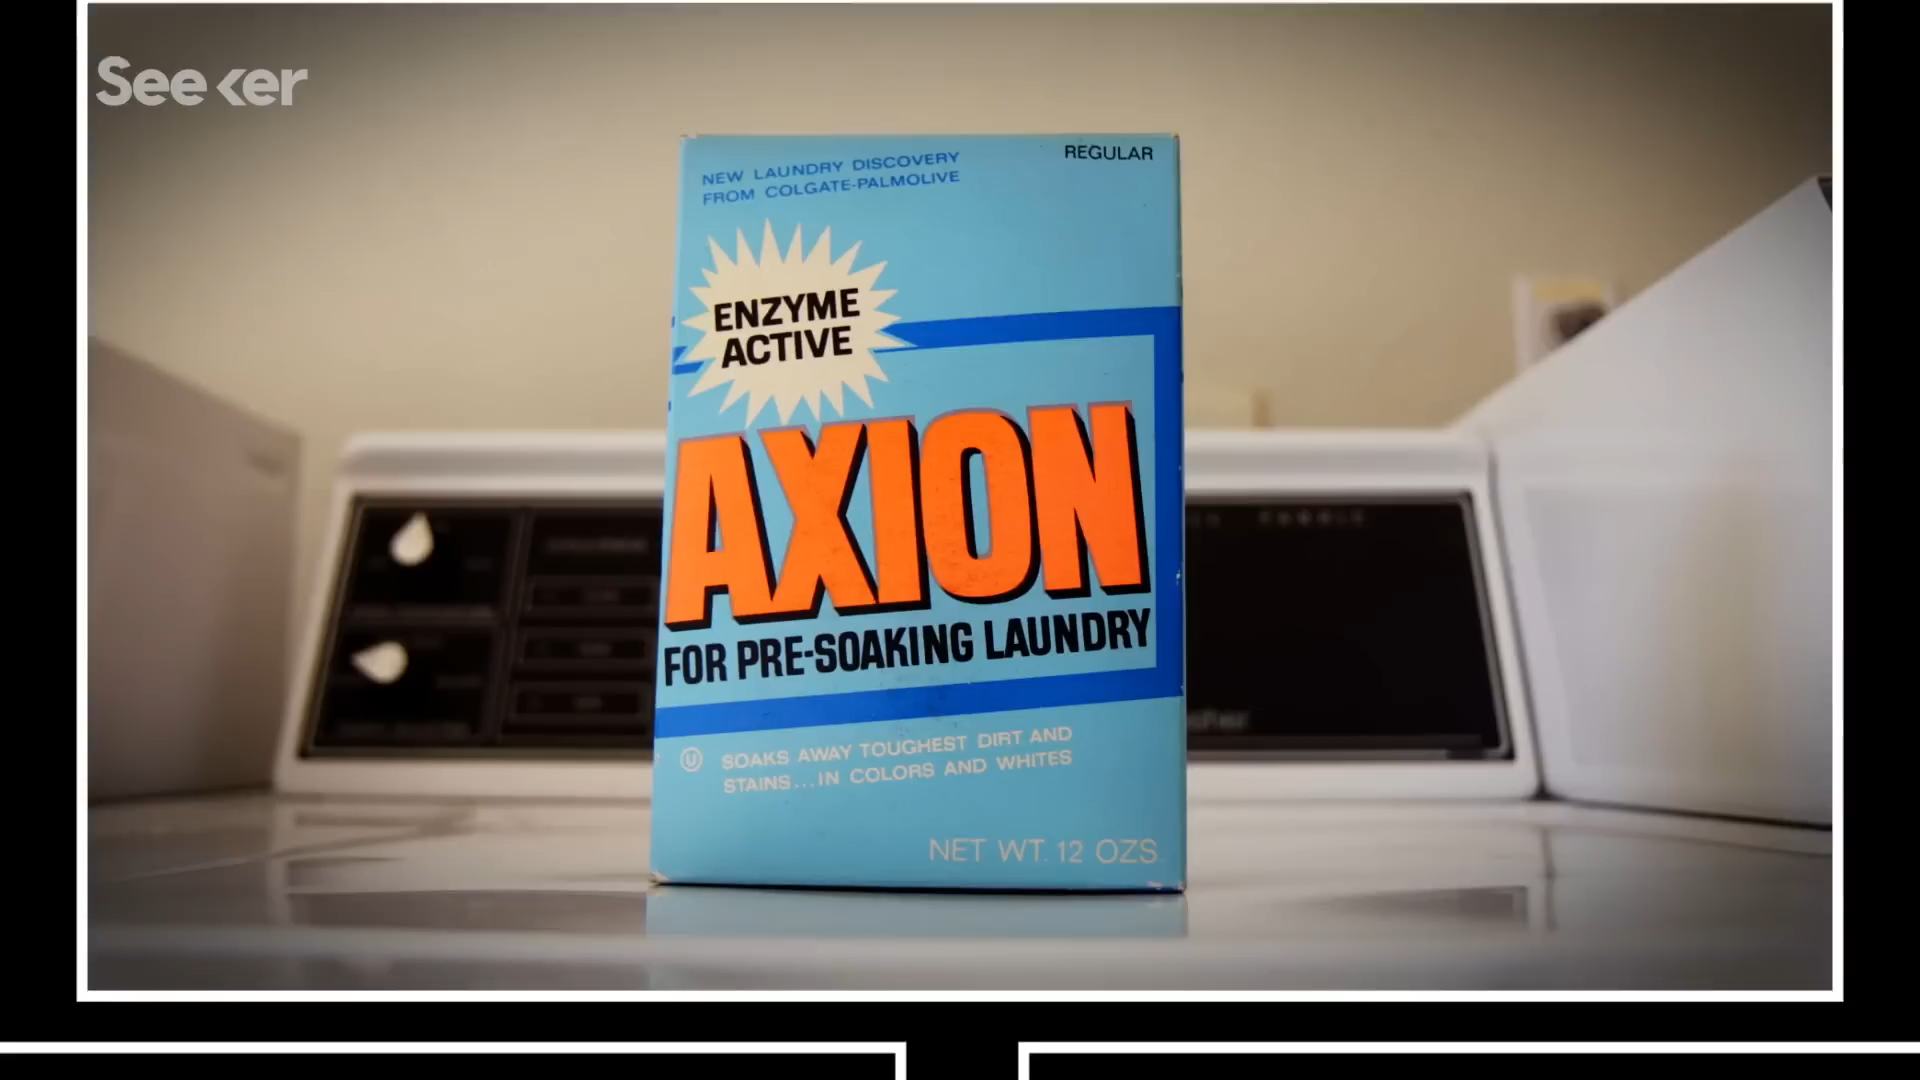 Seeker
NEW LAUNDRY DISCOVERY
FROM COLGATE-PALMOLIVE
REGULAR
ENZYME
ACTIVE
AXION
FOR PRE-SOAKING LAUNDRY
U
SOAKS AWAY TOUGHEST DIRT AND
STAINS...IN COLORS AND WHITES
NET WT. 12 OZS.